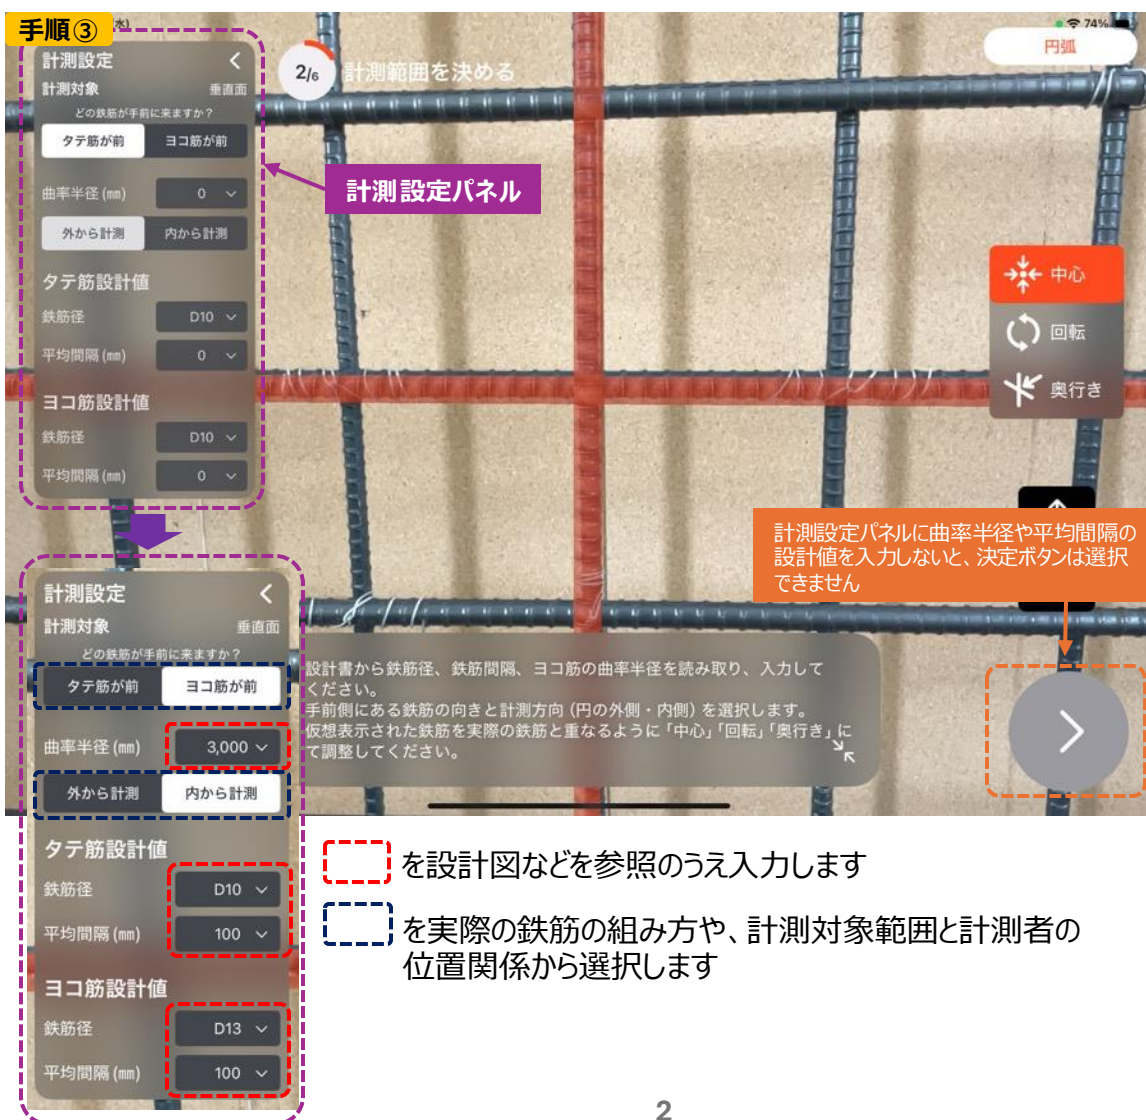 手順③
水)
74%
計測設定
計測対象 垂直面
どの鉄筋が手前に来ますか？
タテ筋が前 ヨコ筋が前
曲率半径(㎜) 0
外から計測 内から計測
タテ筋設計値
鉄筋径 D10
平均間隔(㎜) 0
ヨコ筋設計値
鉄筋径 D10
平均間隔(㎜) 0
2/6 計測範囲を決める
円弧
計測設定パネル
中心
回転
奥行き
計測設定パネルに曲率半径や平均間隔の
設計値を入力しないと、決定ボタンは選択
できません
計測設定
計測対象 垂直面
どの鉄筋が手前に来ますか？
タテ筋が前 ヨコ筋が前
曲率半径(㎜) 3,000
外から計測 内から計測
タテ筋設計値
鉄筋径 D10
平均間隔(㎜) 100
ヨコ筋設計値
鉄筋径 D13
平均間隔(㎜) 100
設計書から鉄筋径、鉄筋間隔、ヨコ筋の曲率半径を読み取り、入力して
ください。
手前側にある鉄筋の向きと計測方向（円の外側・内側）を選択します。
仮想表示された鉄筋を実際の鉄筋と重なるように「中心」「回転」「奥行き」に
て調整してください。
を設計図などを参照のうえ入力します
を実際の鉄筋の組み方や、計測対象範囲と計測者の
位置関係から選択します
2